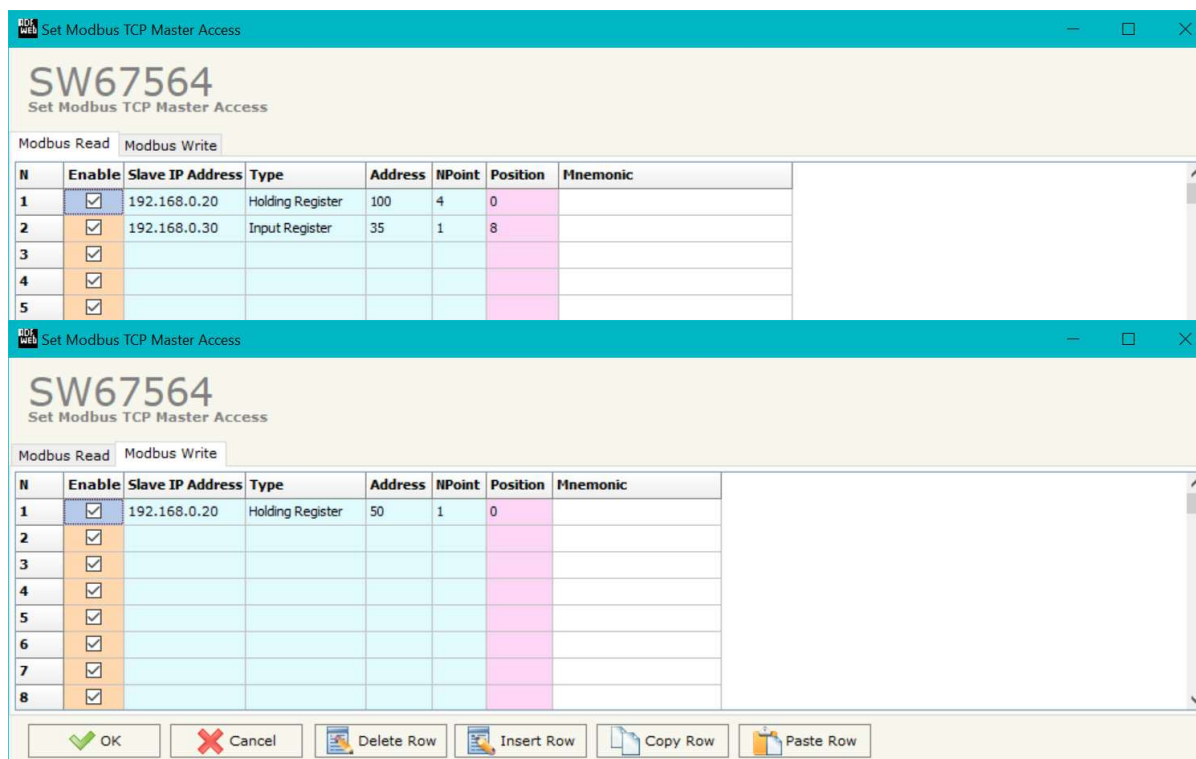 ADF WEB Set Modbus TCP Master Access
SW67564
Set Modbus TCP Master Access
Modbus Read Modbus Write
N Enable Slave IP Address Type Address NPoint Position Mnemonic
1 192.168.0.20 Holding Register 100 4 0
2 192.168.0.30 Input Register 35 1 8
3
4
5
ADF WEB Set Modbus TCP Master Access
SW67564
Set Modbus TCP Master Access
Modbus Read Modbus Write
N Enable Slave IP Address Type Address NPoint Position Mnemonic
1 192.168.0.20 Holding Register 50 1 0
2
3
4
5
6
7
8
OK Cancel Delete Row Insert Row Copy Row Paste Row